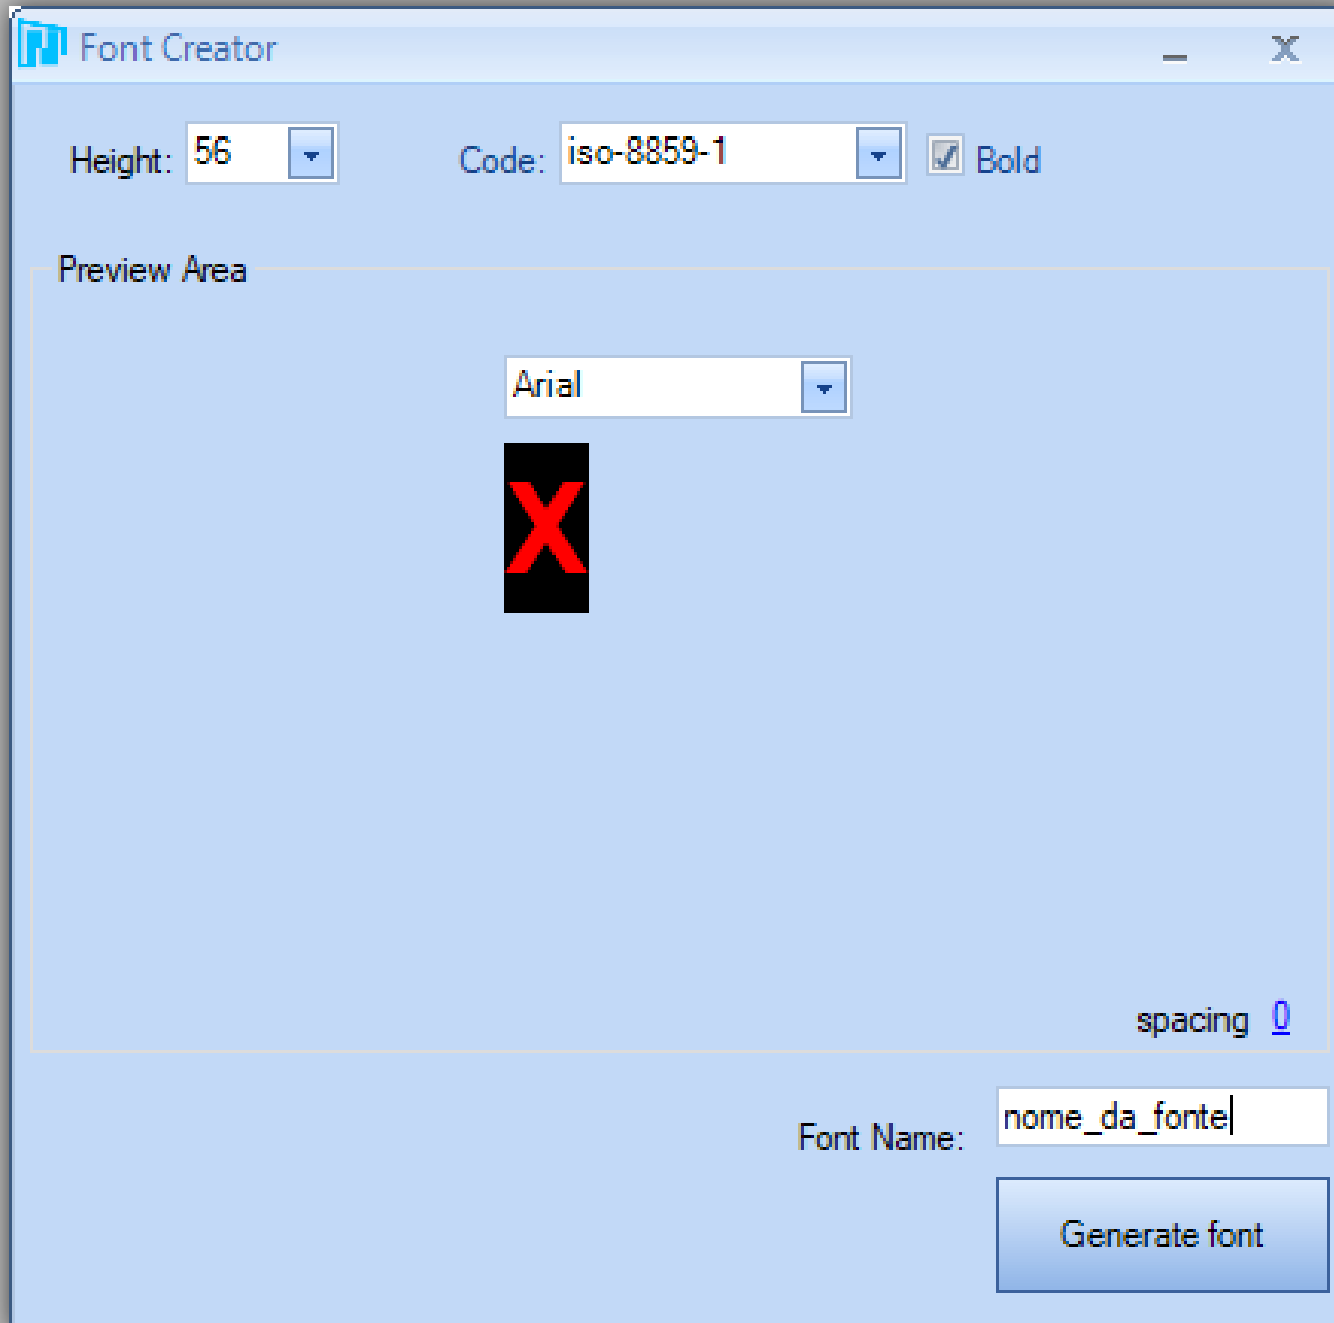 Font Creator
Height: 56 Code: iso-8859-1 Bold
Preview Area
Arial
X
spacing 0
Font Name: nome_da_fonte
Generate font